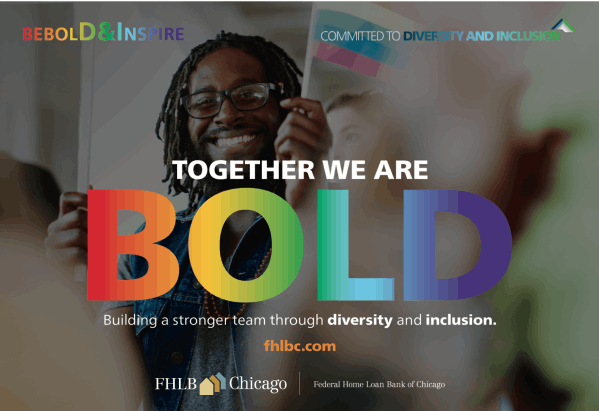 BEBOLD&INSPIRE
COMMITTED TO DIVERSITY AND INCLUSION
TOGETHER WE ARE
BOLD
Building a stronger team through diversity and inclusion.
fhlbc.com
FHLB Chicago | Federal Home Loan Bank of Chicago